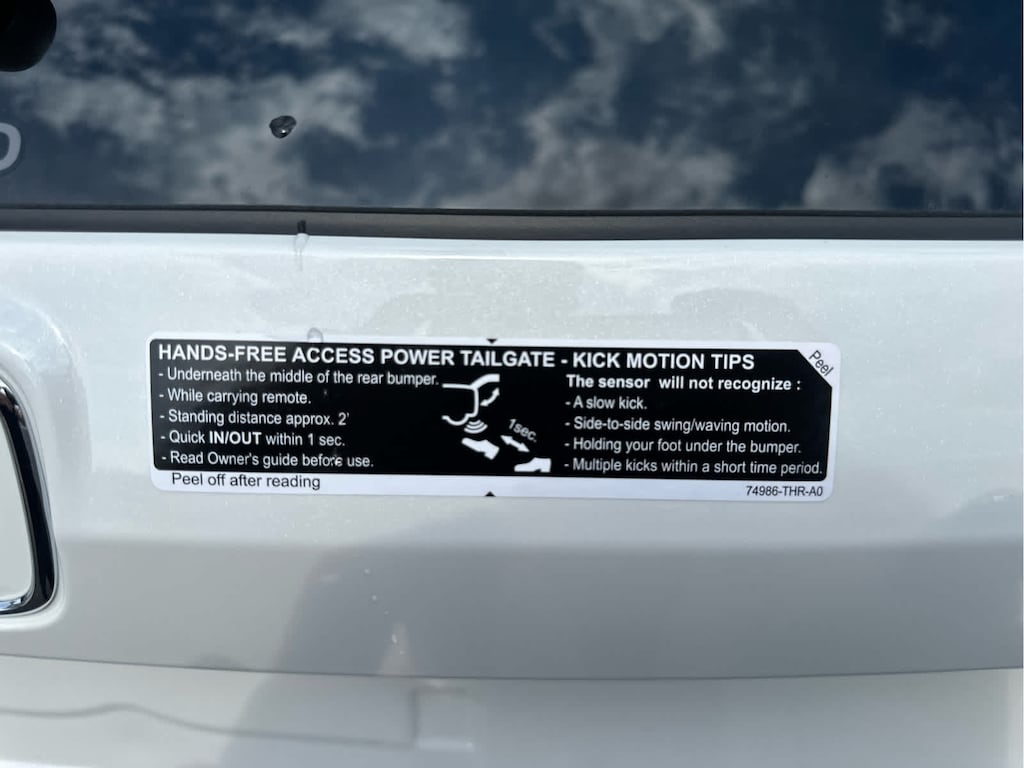 HANDS-FREE ACCESS POWER TAILGATE - KICK MOTION TIPS
- Underneath the middle of the rear bumper.
- While carrying remote.
- Standing distance approx. 2'
- Quick IN/OUT within 1 sec.
- Read Owner's guide before use.
1sec.
The sensor will not recognize :
- A slow kick.
- Side-to-side swing/waving motion.
- Holding your foot under the bumper.
- Multiple kicks within a short time period.
Peel
Peel off after reading
74986-THR-A0